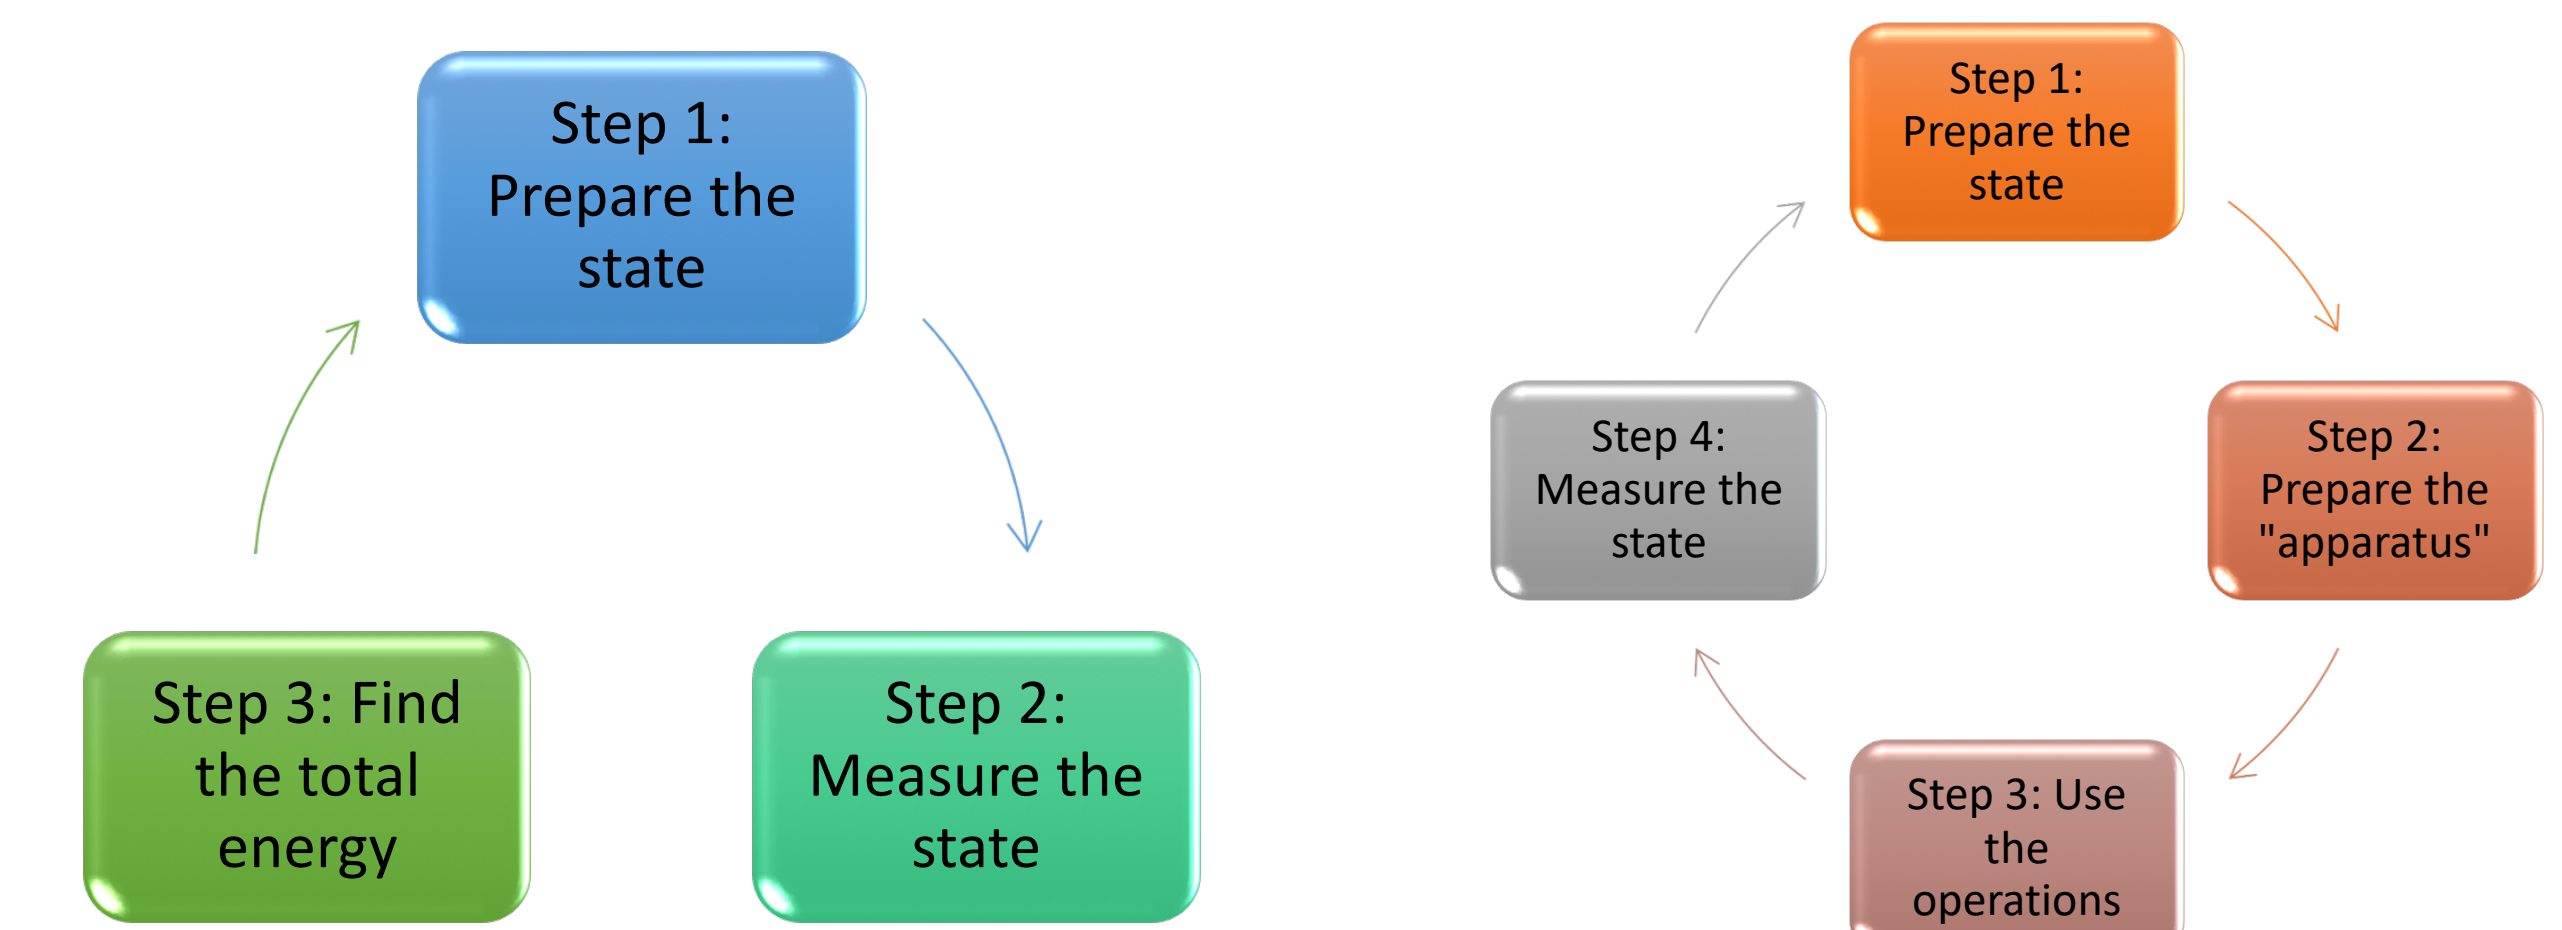 Step 1:
Prepare the
state
Step 2:
Measure the
state
Step 3: Find
the total
energy
Step 1:
Prepare the
state
Step 2:
Prepare the
"apparatus"
Step 3: Use
the
operations
Step 4:
Measure the
state